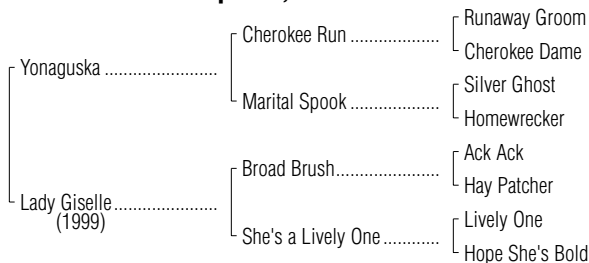 Runaway Groom
Cherokee Run ....................
Cherokee Dame
Yonaguska .........................
Silver Ghost
Marital Spook ....................
Homewrecker
Ack Ack
Broad Brush.......................
Hay Patcher
Lady Giselle .......................
(1999)
Lively One
She's a Lively One ............
Hope She's Bold